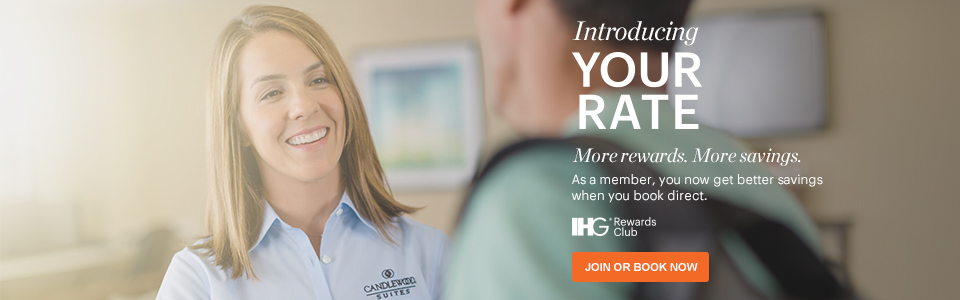 Introducing
YOUR
RATE
More rewards. More savings.
As a member, you now get better savings
when you book direct.
IHG® Rewards
Club
JOIN OR BOOK NOW
CANDLEWOOD
SUITES